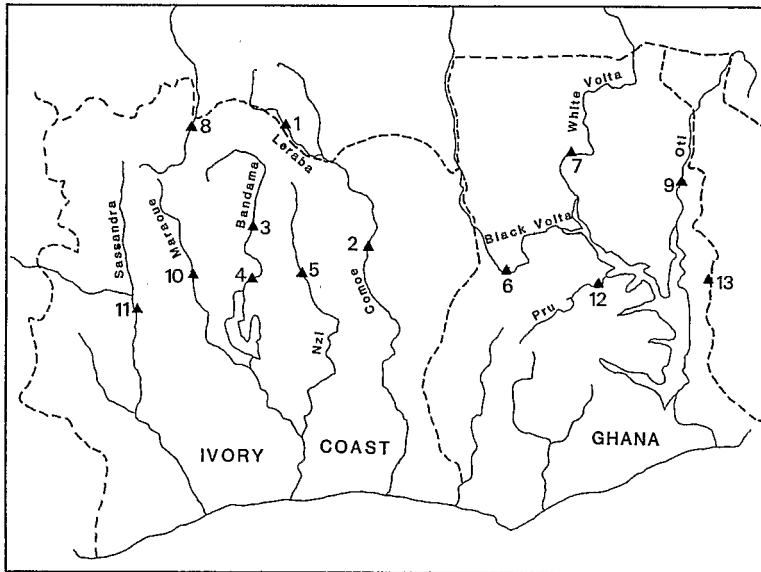 White Volta
8
1
Leraba
Oti
7
9
Sassandra
Maraoue
Bandama
3
2
Black Volta
10
4
5
Comoe
6
12
13
11
Pru
Nzi
IVORY
COAST
GHANA